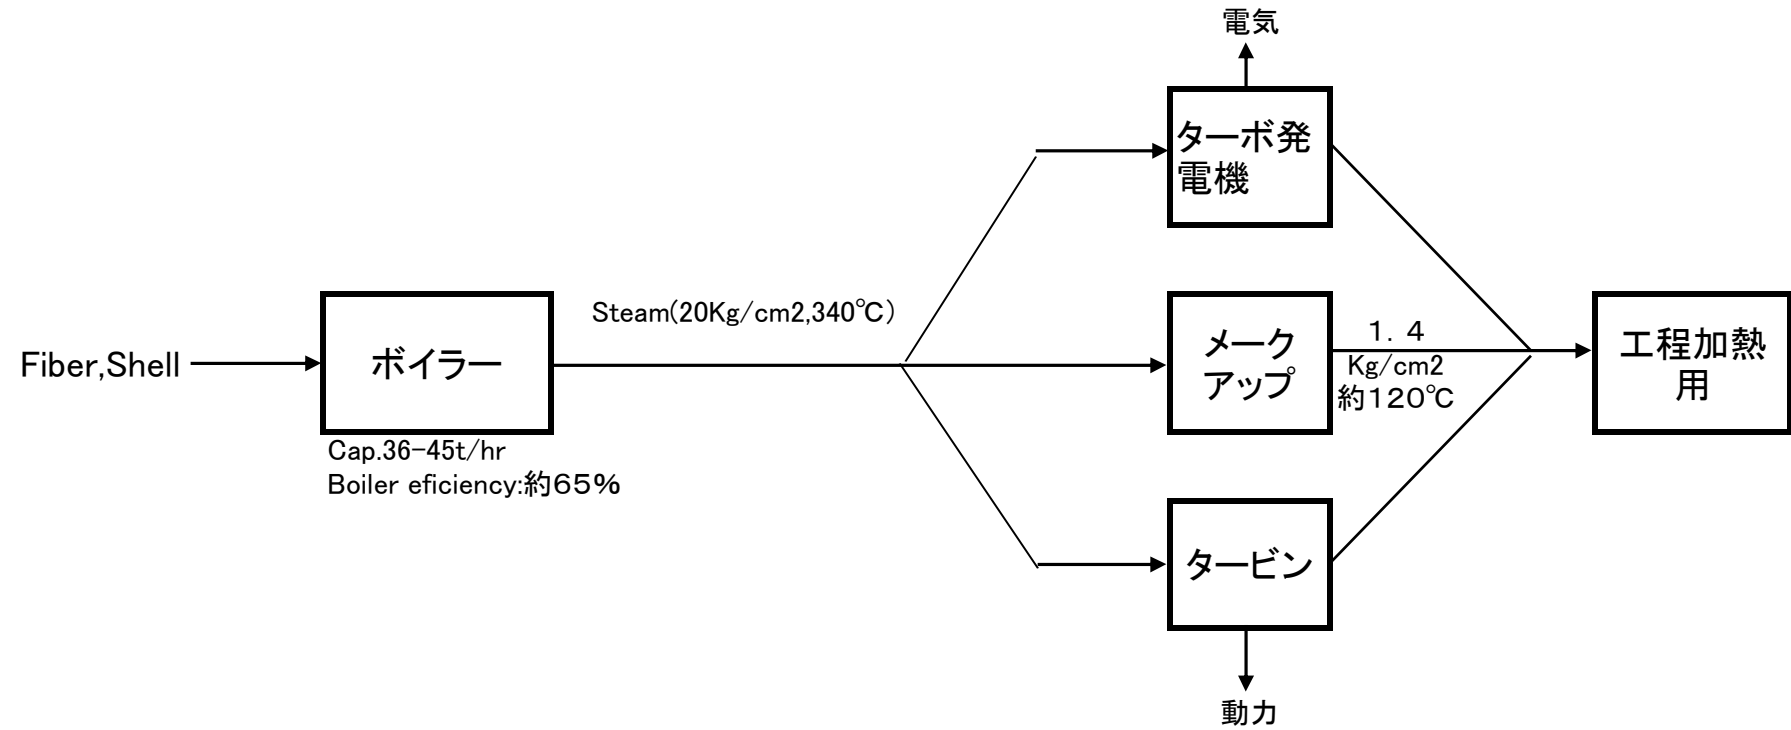 電気
ターボ発
電機
Steam(20Kg/cm2,340℃)
Fiber,Shell
ボイラー
メーク
アップ
1．4
Kg/cm2
約120℃
工程加熱
用
Cap.36-45t/hr
Boiler eficiency:約65%
タービン
動力